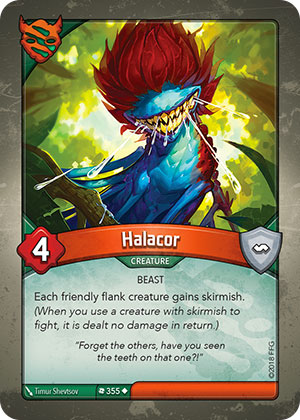 4
Halacor
CREATURE
BEAST
Each friendly flank creature gains skirmish.
(When you use a creature with skirmish to
fight, it is dealt no damage in return.)
"Forget the others, have you seen
the teeth on that one?!"
Timur Shevtsov
355
©2018 FFG